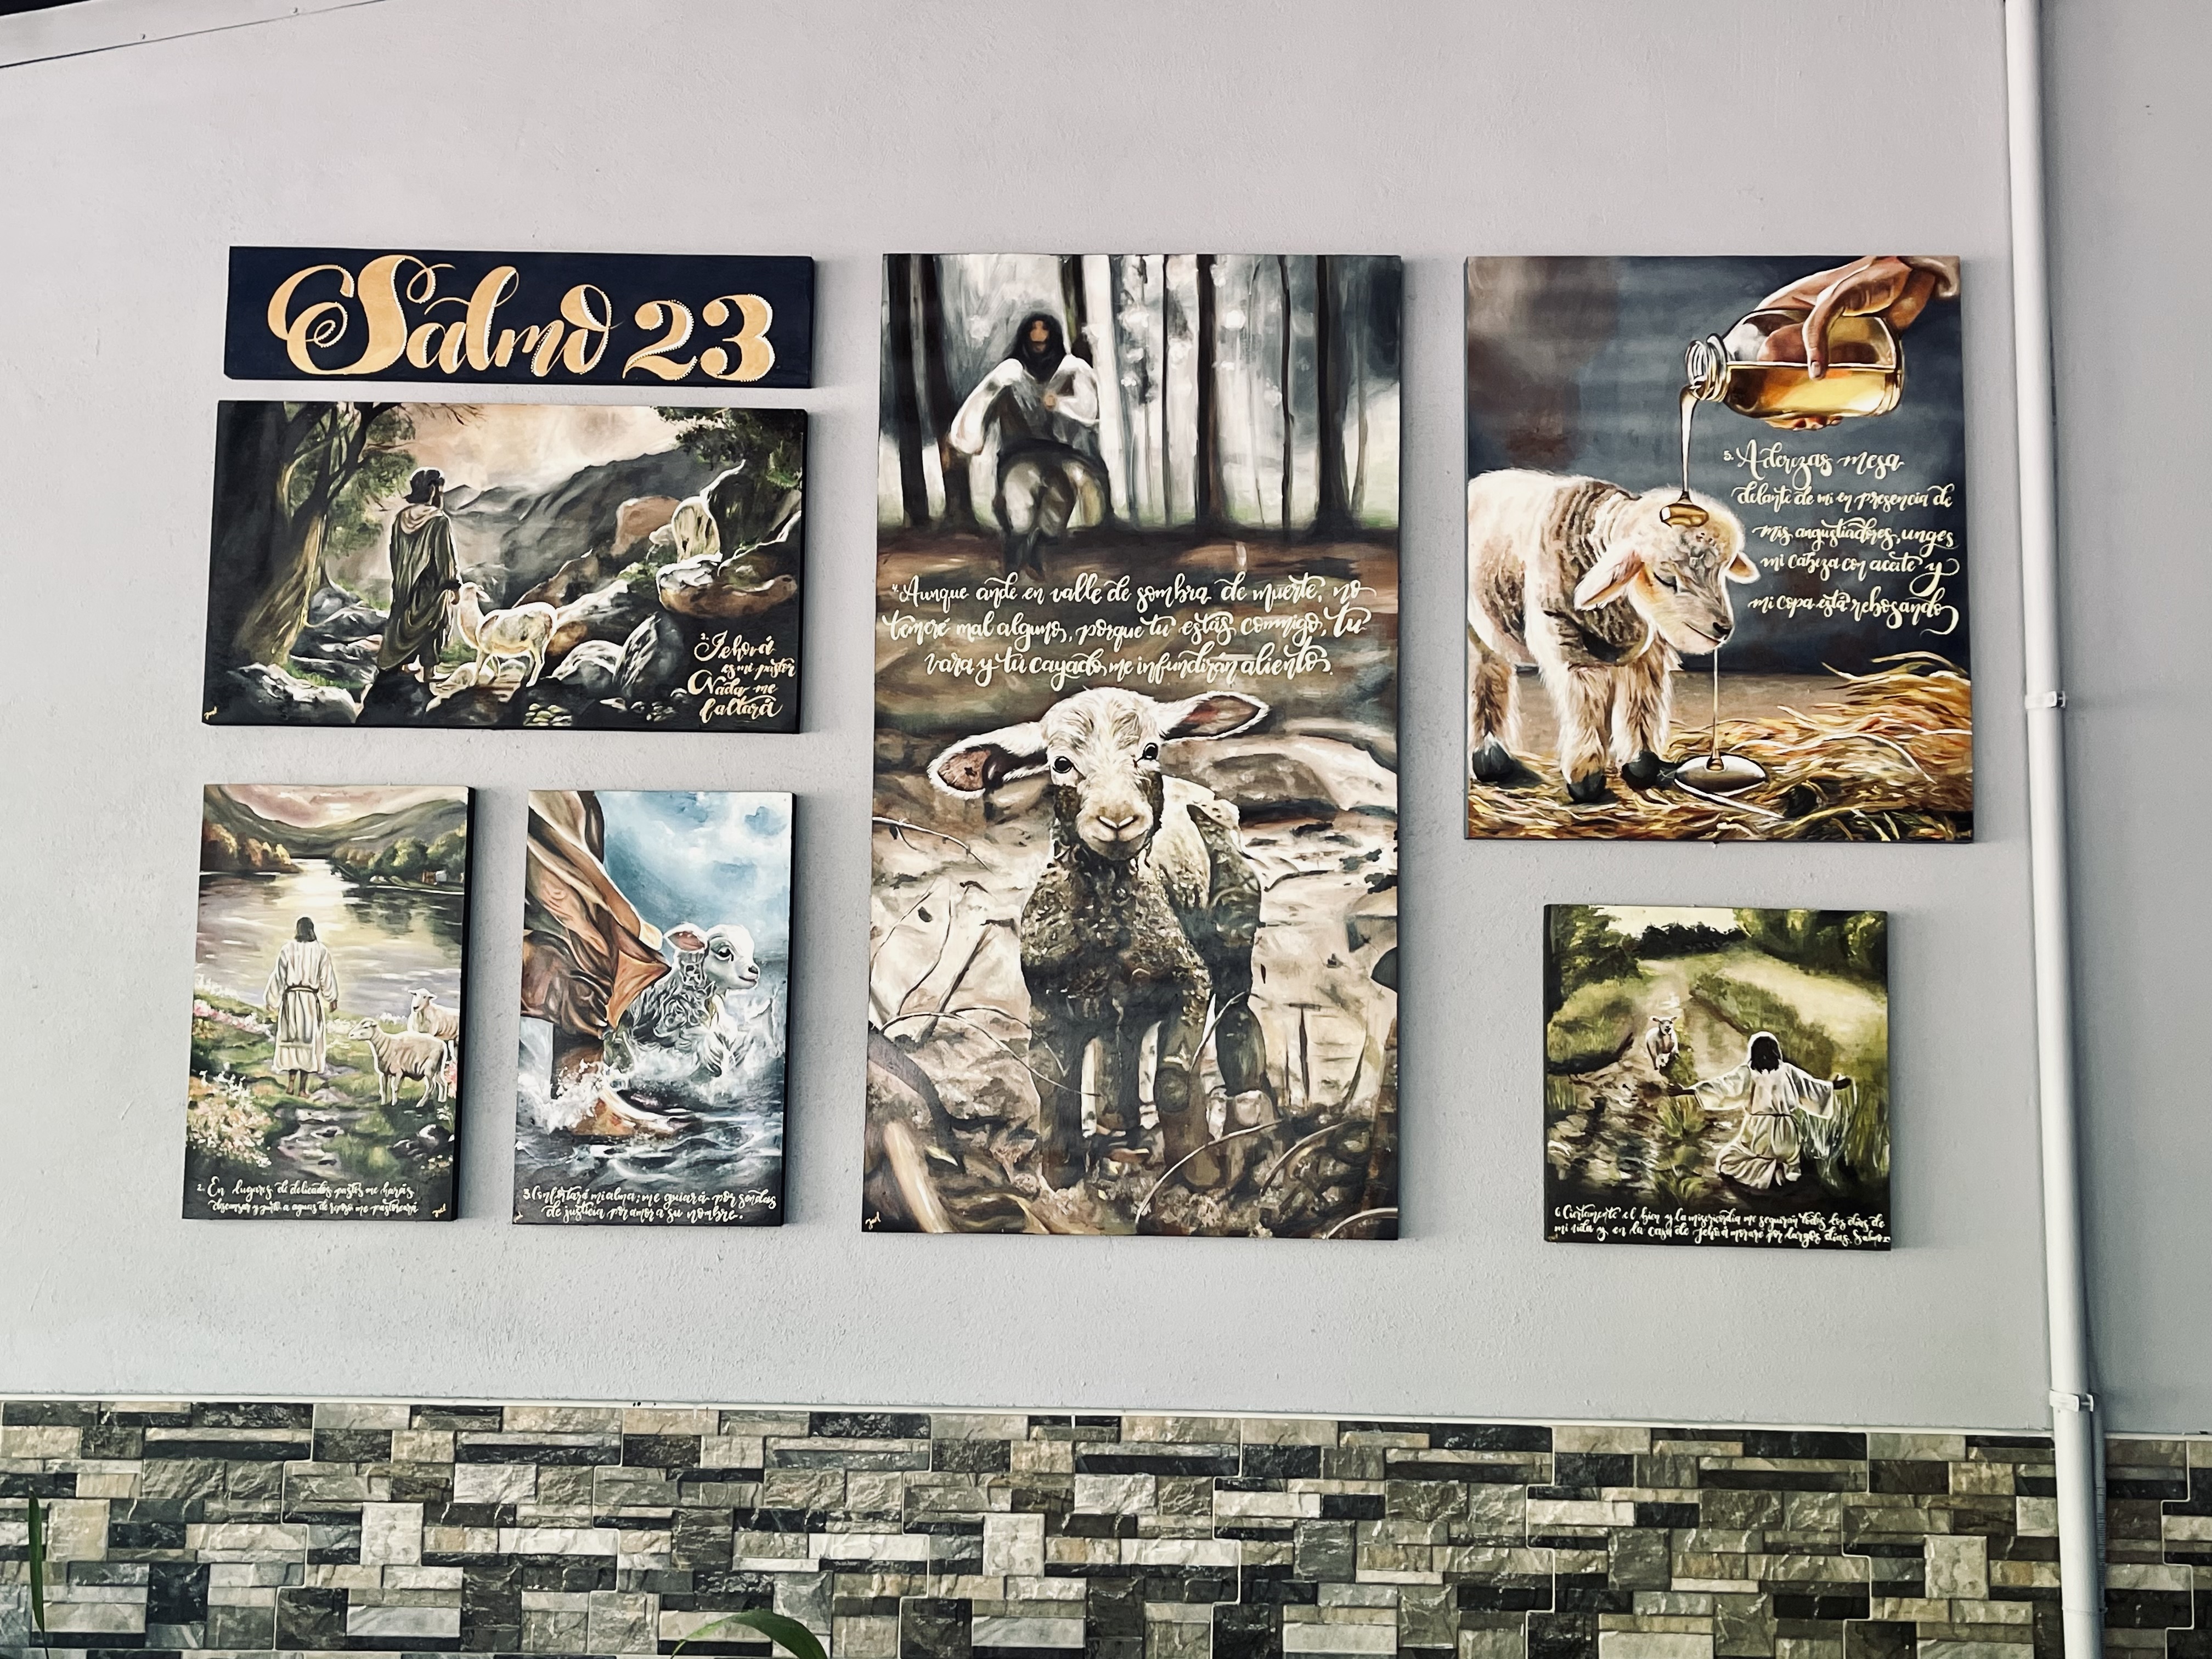 Salmo 23
1. Jehová
es mi pastor
Nada me
faltará
2. En lugares de delicados pastos me harás
descansar y junto a aguas de reposo me pastoreará
3. Confortará mi alma; me guiará por sendas
de justicia por amor a su nombre.
4. Aunque ande en valle de sombra de muerte, no
temeré mal alguno, porque tu estás conmigo, tu
vara y tu cayado me infundirán aliento.
5. Aderezas mesa
delante de mi en presencia de
mis angustiadores, unges
mi cabeza con aceite y
mi copa está rebosando
6. Ciertamente el bien y la misericordia me seguirán todos los días de
mi vida y en la casa de Jehová moraré por largos días.